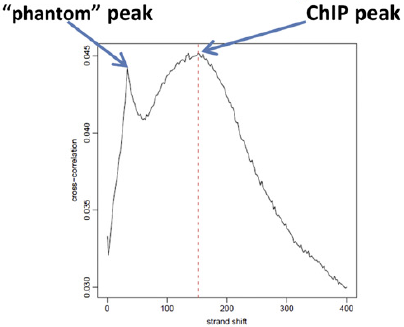 “phantom” peak ChIP peak
0.045
0.040
0.035
0.030
cross-correlation
0 100 200 300 400
strand shift